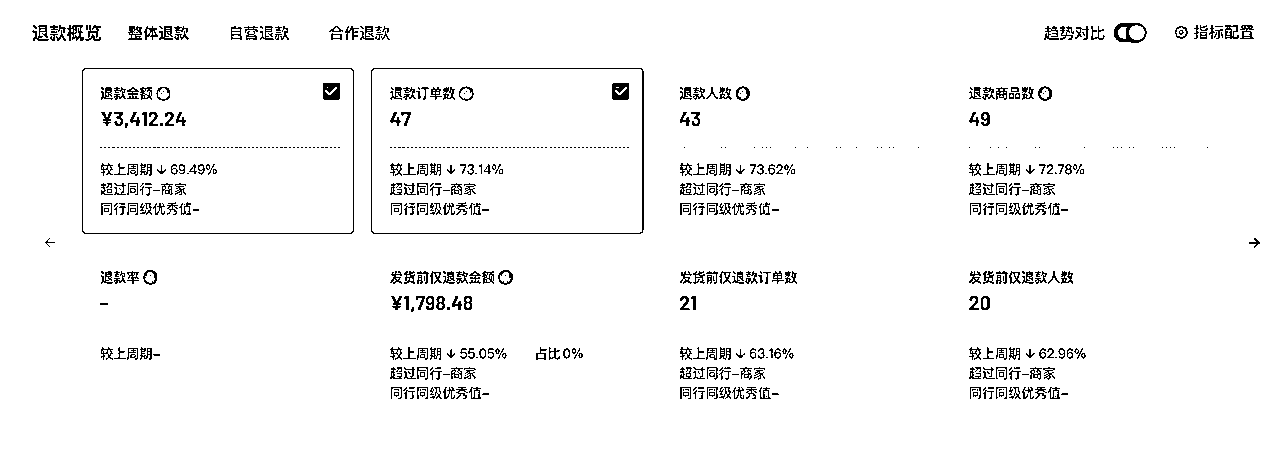 退款概览 整体退款 自营退款 合作退款 趋势对比 指标配置
退款金额 退款订单数 退款人数 退款商品数
¥3,412.24 47 43 49
较上周期 ↓ 69.49% 较上周期 ↓ 73.14% 较上周期 ↓ 73.62% 较上周期 ↓ 72.78%
超过同行–商家 超过同行–商家 超过同行–商家 超过同行–商家
同行同级优秀值– 同行同级优秀值– 同行同级优秀值– 同行同级优秀值–
← →
退款率 发货前仅退款金额 发货前仅退款订单数 发货前仅退款人数
– ¥1,798.48 21 20
较上周期– 较上周期 ↓ 55.05% 占比 0% 较上周期 ↓ 63.16% 较上周期 ↓ 62.96%
超过同行–商家 超过同行–商家 超过同行–商家
同行同级优秀值– 同行同级优秀值– 同行同级优秀值–